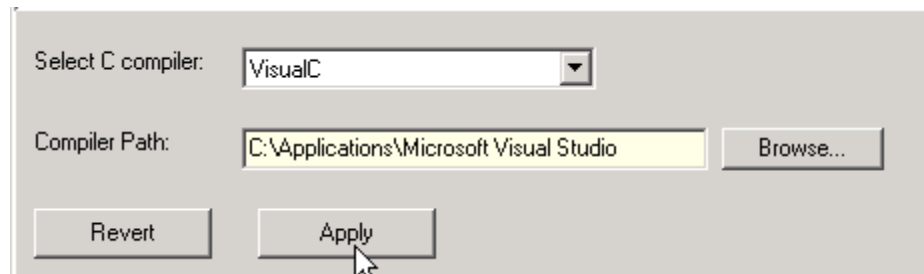 Select C compiler: VisualC
Compiler Path: C:\Applications\Microsoft Visual Studio Browse...
Revert Apply